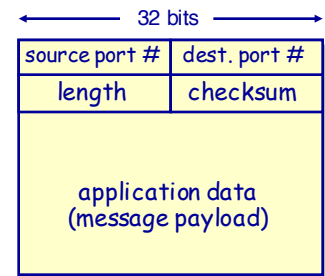 32 bits
source port # dest. port #
length checksum
application data
(message payload)